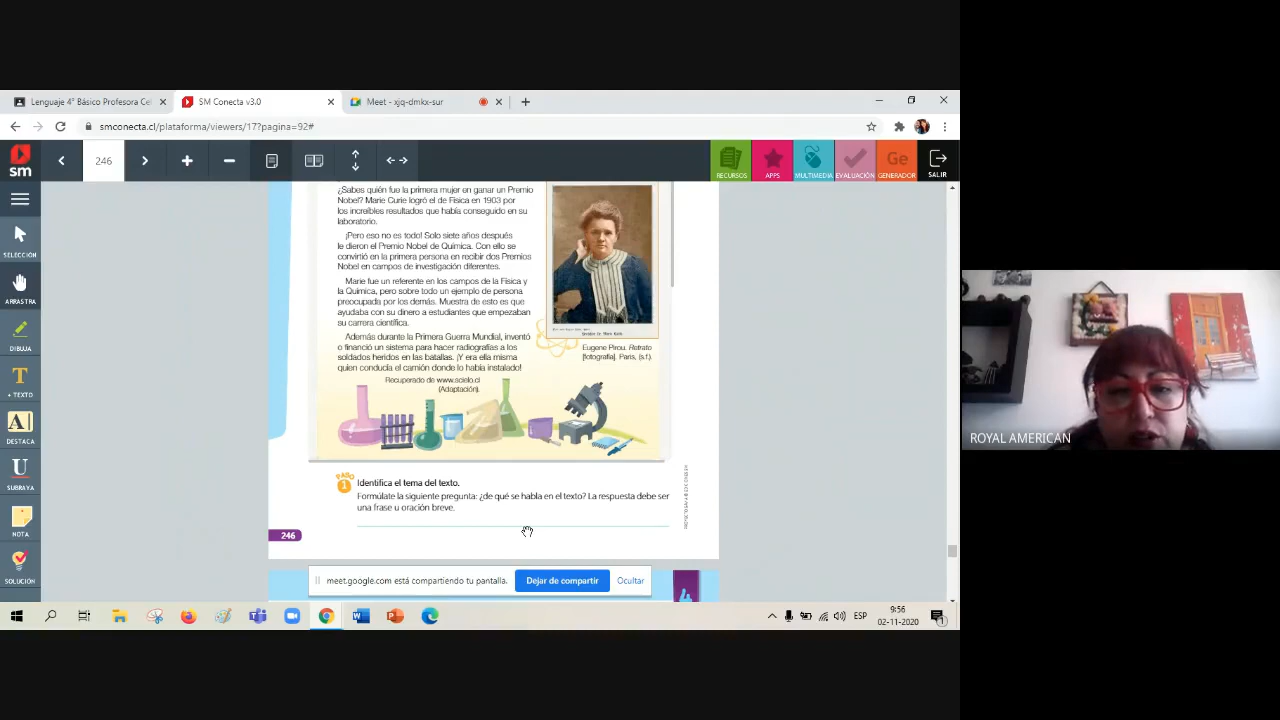 Lenguaje 4° Básico Profesora Cel
SM Conecta v3.0
Meet - xjq-dmkx-sur
smconecta.cl/plataforma/viewers/17?pagina=92#
sm
246
RECURSOS
APPS
MULTIMEDIA
EVALUACIÓN
Ge
GENERADOR
SALIR
SELECCIÓN
ARRASTRA
DIBUJA
T
+ TEXTO
A
DESTACA
U
SUBRAYA
NOTA
SOLUCIÓN
¿Sabes quién fue la primera mujer en ganar un Premio
Nobel? Marie Curie logró el de Física en 1903 por
los increíbles resultados que había conseguido en su
laboratorio.
¡Pero eso no es todo! Solo siete años después
le dieron el Premio Nobel de Química. Con ello se
convirtió en la primera persona en recibir dos Premios
Nobel en campos de investigación diferentes.
Marie fue un referente en los campos de la Física y
la Química, pero sobre todo un ejemplo de persona
preocupada por los demás. Muestra de esto es que
ayudaba con su dinero a estudiantes que empezaban
su carrera científica.
Además durante la Primera Guerra Mundial, inventó
o financió un sistema para hacer radiografías a los
soldados heridos en las batallas. ¡Y era ella misma
quien conducía el camión donde lo había instalado!
Recuperado de www.scielo.cl
(Adaptación).
Eugene Pirou. Retrato
[fotografía]. París, (s.f.).
PASO
1
Identifica el tema del texto.
Formúlate la siguiente pregunta: ¿de qué se habla en el texto? La respuesta debe ser
una frase u oración breve.
246
meet.google.com está compartiendo tu pantalla.
Dejar de compartir
Ocultar
ESP
9:56
02-11-2020
1
ROYAL AMERICAN